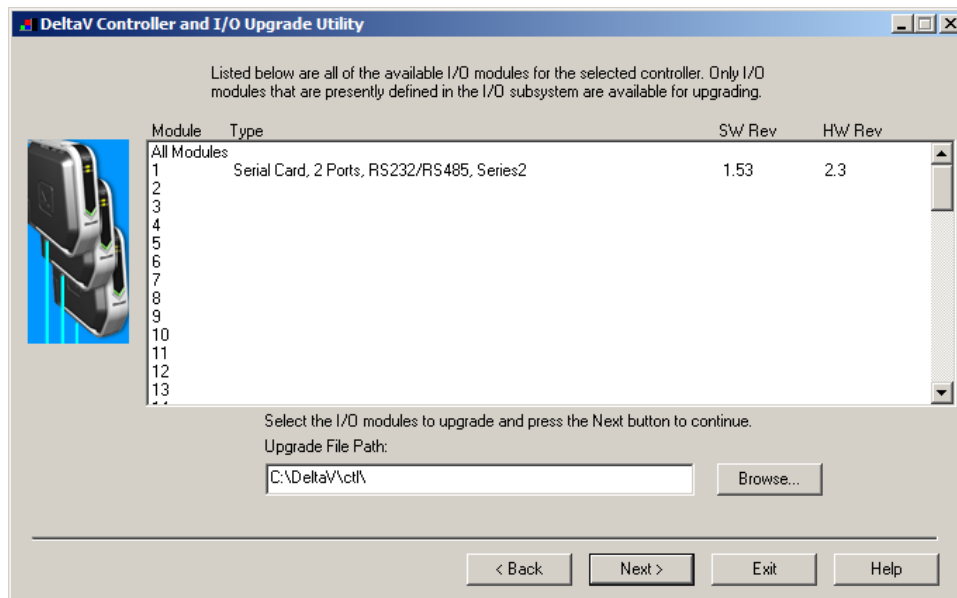 DeltaV Controller and I/O Upgrade Utility
Listed below are all of the available I/O modules for the selected controller. Only I/O
modules that are presently defined in the I/O subsystem are available for upgrading.
Module Type SW Rev HW Rev
All Modules
1 Serial Card, 2 Ports, RS232/RS485, Series2 1.53 2.3
2
3
4
5
6
7
8
9
10
11
12
13
Select the I/O modules to upgrade and press the Next button to continue.
Upgrade File Path:
C:\DeltaV\ctl\
Browse...
< Back Next > Exit Help